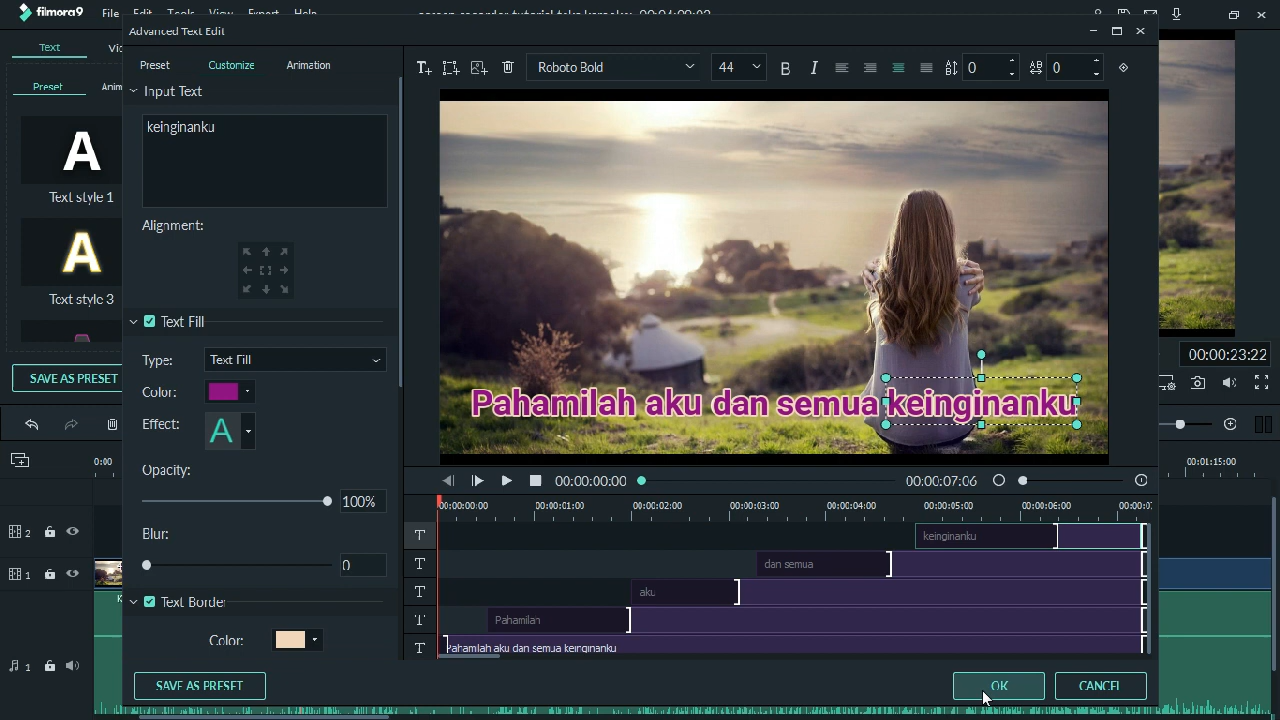 filmora9 File Edit Tools View Export Help
Advanced Text Edit
Text
Preset Customize Animation
Roboto Bold 44 B I 0 0
Preset
Input Text
keinginanku
A
Text style 1
Alignment:
A
Text style 3
Text Fill
Type: Text Fill
Color:
SAVE AS PRESET
Effect: A
Opacity:
100%
Blur:
0
Text Border
Color:
SAVE AS PRESET
Pahamilah aku dan semua keinginanku
00:00:00:00 00:00:07:06
00:00:00:00 00:00:01:00 00:00:02:00 00:00:03:00 00:00:04:00 00:00:05:00 00:00:06:00
T keinginanku
T dan semua
T aku
T Pahamilah
T Pahamilah aku dan semua keinginanku
OK CANCEL
00:00:23:22
00:01:15:00
0:00
2
1
1